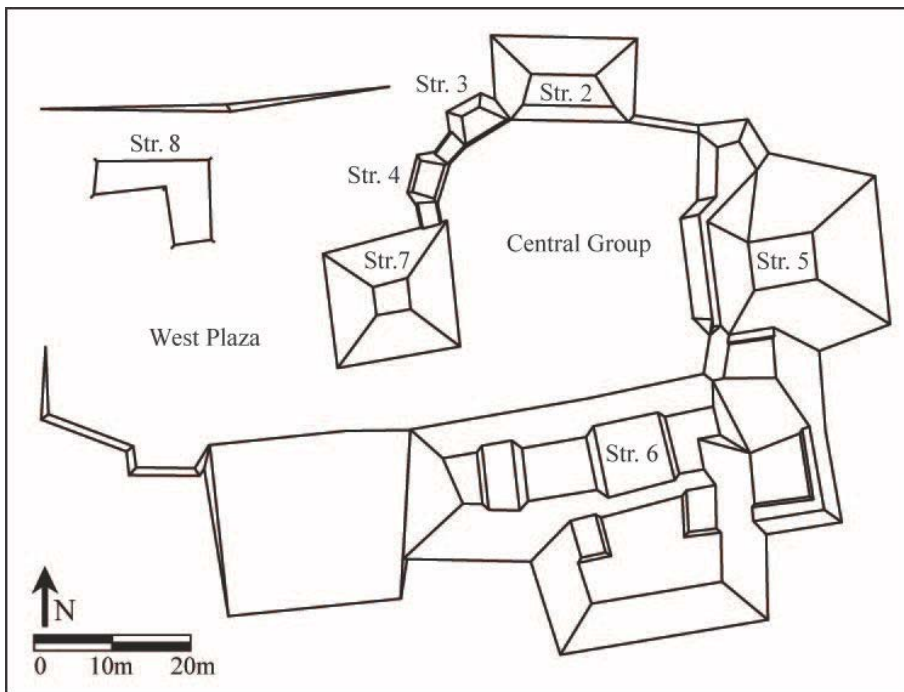 Str. 3
Str. 2
Str. 8
Str. 4
Central Group
Str.7
Str. 5
West Plaza
Str. 6
N
0 10m 20m